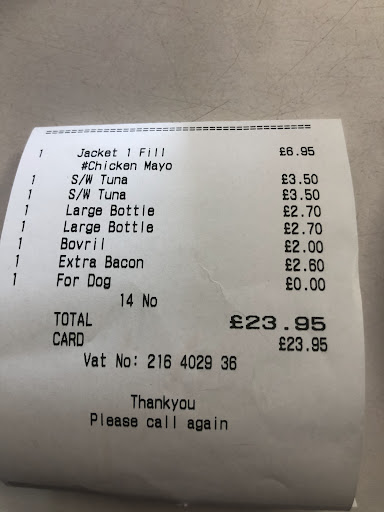 1 Jacket 1 Fill £6.95
#Chicken Mayo
1 S/W Tuna £3.50
1 S/W Tuna £3.50
1 Large Bottle £2.70
1 Large Bottle £2.70
1 Bovril £2.00
1 Extra Bacon £2.60
1 For Dog £0.00
14 No
TOTAL £23.95
CARD £23.95
Vat No: 216 4029 36
Thankyou
Please call again